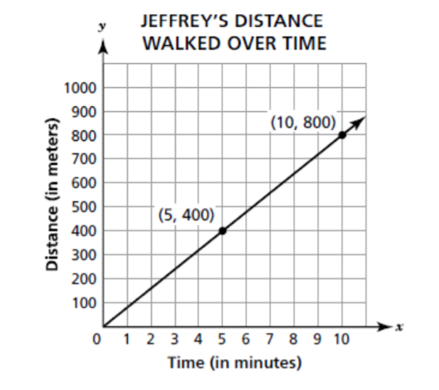 JEFFREY'S DISTANCE
WALKED OVER TIME
y
1000
900
800
700
600
500
400
300
200
100
(10, 800)
(5, 400)
Distance (in meters)
0 1 2 3 4 5 6 7 8 9 10
x
Time (in minutes)